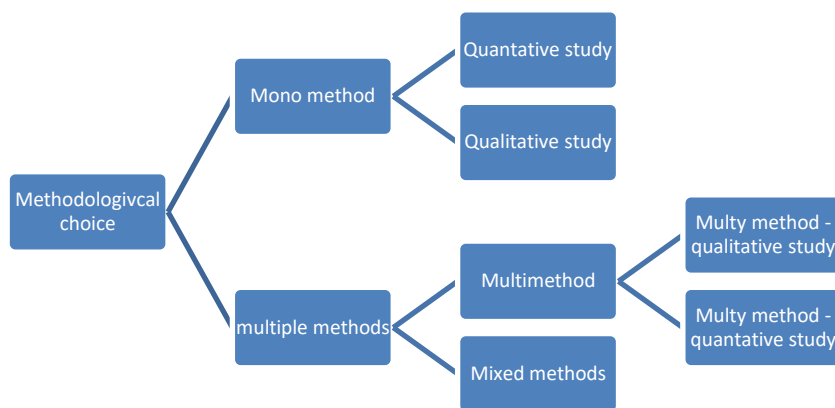 Quantative study
Mono method
Qualitative study
Methodologivcal
choice
Multy method -
qualitative study
Multimethod
multiple methods
Multy method -
quantative study
Mixed methods